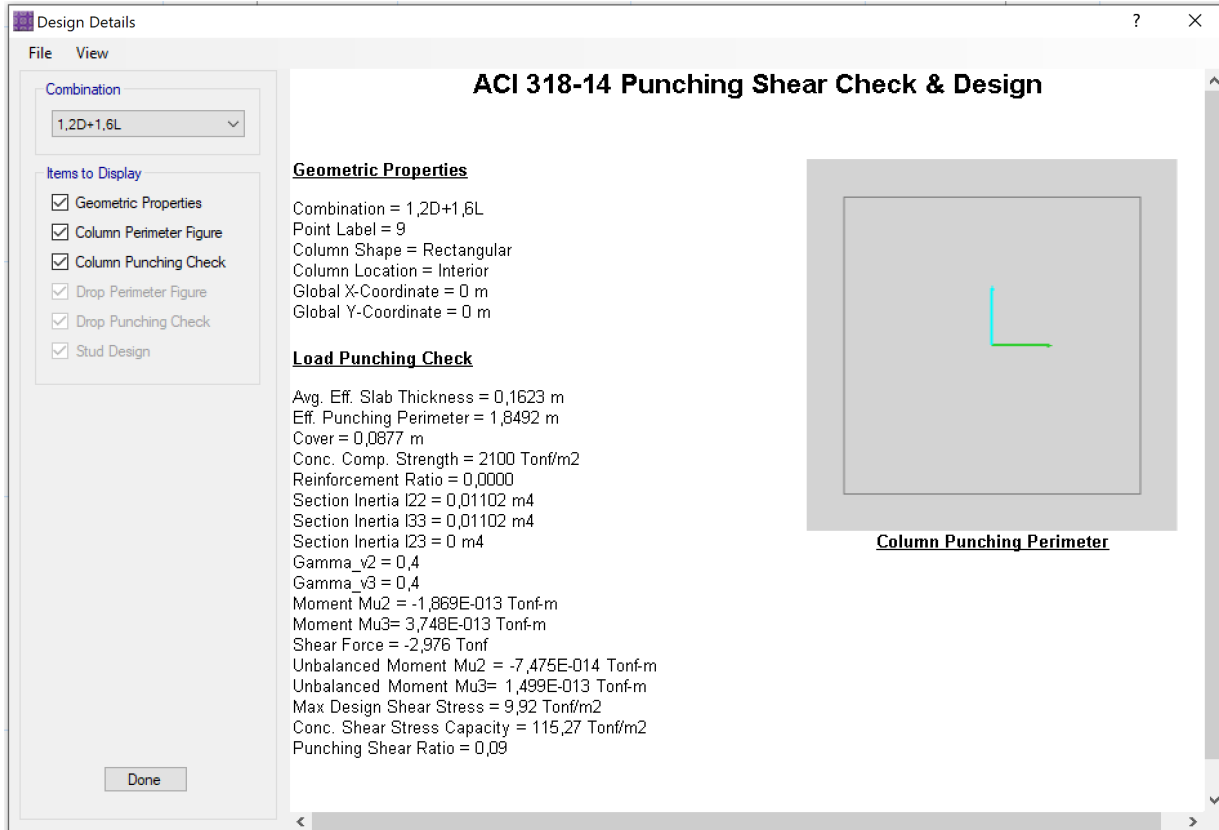 Design Details
? ×
File View
ACI 318-14 Punching Shear Check & Design
Combination
1,2D+1,6L
Items to Display
Geometric Properties
Column Perimeter Figure
Column Punching Check
Drop Perimeter Figure
Drop Punching Check
Stud Design
Done
Geometric Properties
Combination = 1,2D+1,6L
Point Label = 9
Column Shape = Rectangular
Column Location = Interior
Global X-Coordinate = 0 m
Global Y-Coordinate = 0 m
Load Punching Check
Avg. Eff. Slab Thickness = 0,1623 m
Eff. Punching Perimeter = 1,8492 m
Cover = 0,0877 m
Conc. Comp. Strength = 2100 Tonf/m2
Reinforcement Ratio = 0,0000
Section Inertia I22 = 0,01102 m4
Section Inertia I33 = 0,01102 m4
Section Inertia I23 = 0 m4
Gamma_v2 = 0,4
Gamma_v3 = 0,4
Moment Mu2 = -1,869E-013 Tonf-m
Moment Mu3= 3,748E-013 Tonf-m
Shear Force = -2,976 Tonf
Unbalanced Moment Mu2 = -7,475E-014 Tonf-m
Unbalanced Moment Mu3= 1,499E-013 Tonf-m
Max Design Shear Stress = 9,92 Tonf/m2
Conc. Shear Stress Capacity = 115,27 Tonf/m2
Punching Shear Ratio = 0,09
Column Punching Perimeter